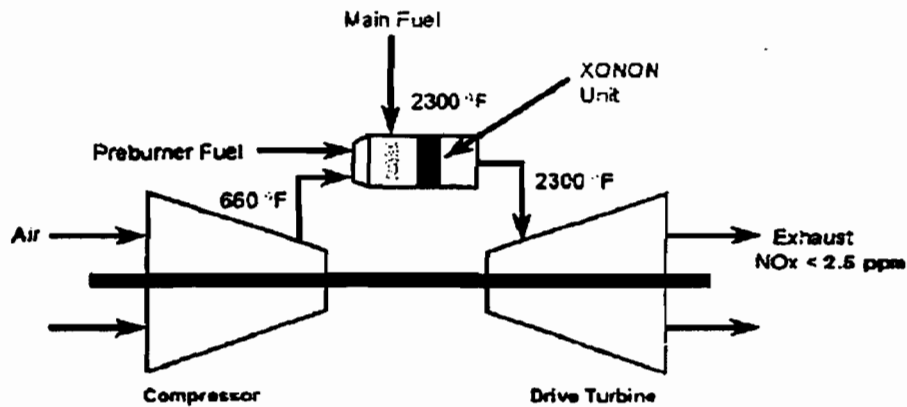 Main Fuel
XONON
Unit
2300 °F
Preburner Fuel
660 °F
2300 °F
Air
Exhaust
NOx < 2.5 ppm
Compressor
Drive Turbine